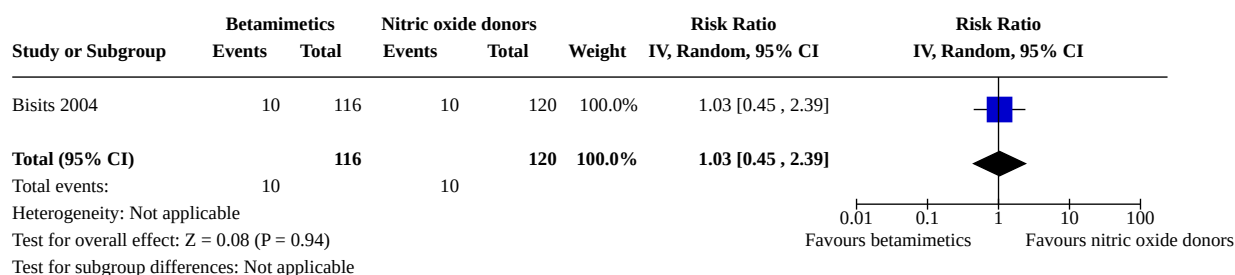 Betamimetics Nitric oxide donors Risk Ratio Risk Ratio
Study or Subgroup Events Total Events Total Weight IV, Random, 95% CI IV, Random, 95% CI
Bisits 2004 10 116 10 120 100.0% 1.03 [0.45 , 2.39]
Total (95% CI) 116 120 100.0% 1.03 [0.45 , 2.39]
Total events: 10 10
Heterogeneity: Not applicable
0.01 0.1 1 10 100
Test for overall effect: Z = 0.08 (P = 0.94) Favours betamimetics Favours nitric oxide donors
Test for subgroup differences: Not applicable